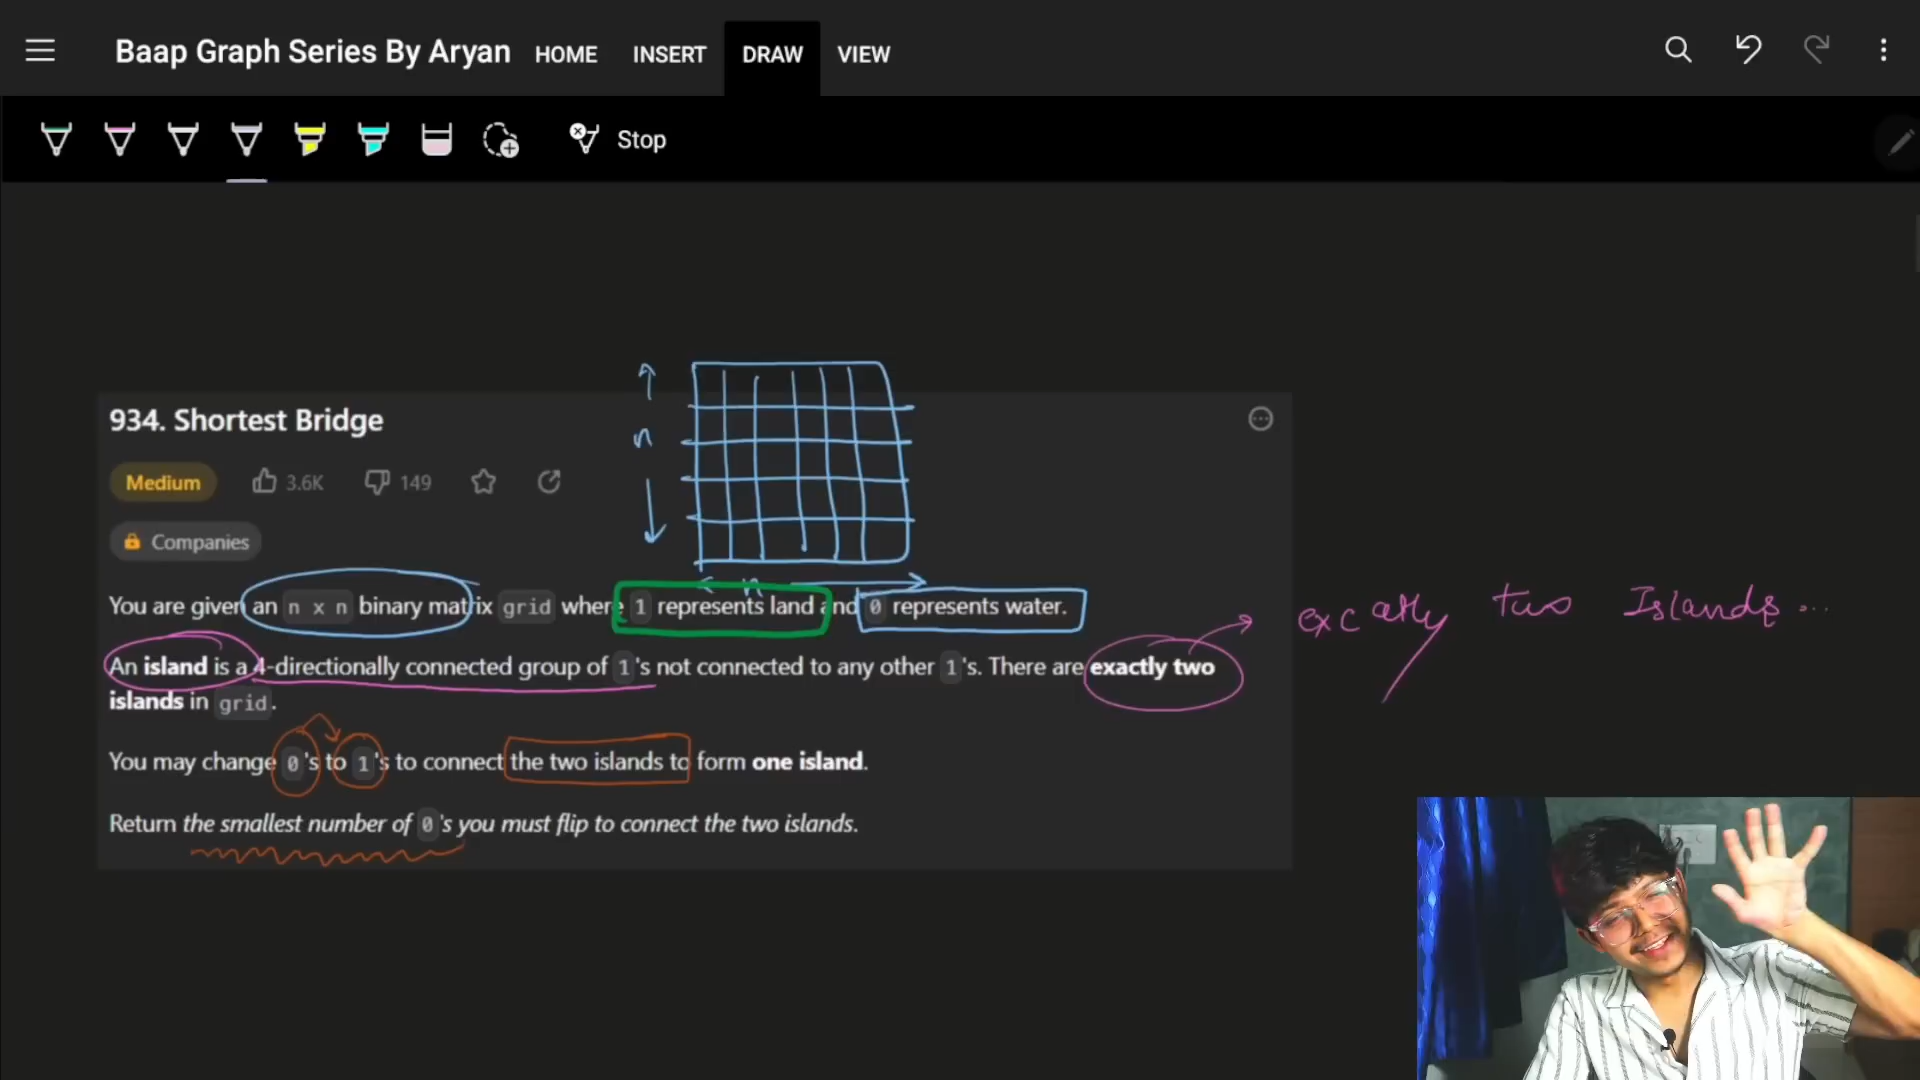 Baap Graph Series By Aryan HOME INSERT DRAW VIEW
Stop
934. Shortest Bridge
n
Medium 3.6K 149
Companies
n
You are given an n x n binary matrix grid where 1 represents land and 0 represents water.
excatly two Islands...
An island is a 4-directionally connected group of 1's not connected to any other 1's. There are exactly two
islands in grid.
You may change 0's to 1's to connect the two islands to form one island.
Return the smallest number of 0's you must flip to connect the two islands.